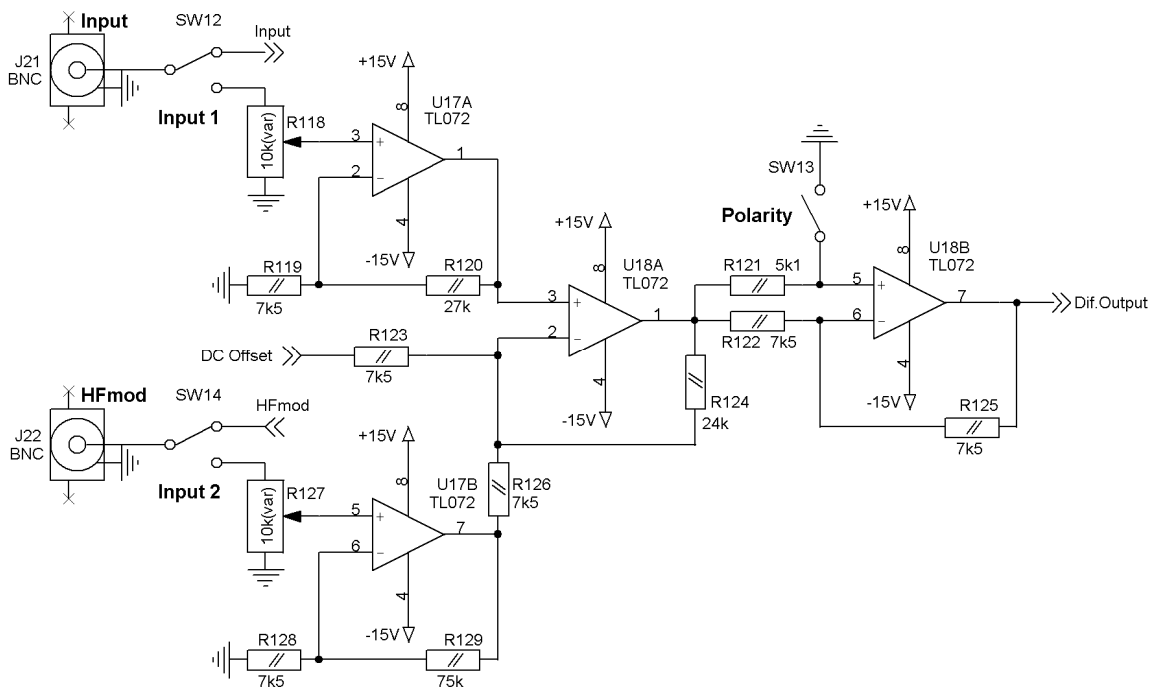 Input
SW12
Input
J21
BNC
Input 1
10k(var)
R118
+15V
8
U17A
TL072
3
+
2
−
1
4
-15V
R119
7k5
R120
27k
+15V
8
U18A
TL072
3
+
2
−
1
4
-15V
SW13
Polarity
R121
5k1
R122
7k5
+15V
8
U18B
TL072
5
+
6
−
7
4
-15V
Dif.Output
R123
7k5
DC Offset
R124
24k
R125
7k5
HFmod
SW14
HFmod
J22
BNC
Input 2
10k(var)
R127
+15V
8
U17B
TL072
5
+
6
−
7
4
-15V
R126
7k5
R128
7k5
R129
75k